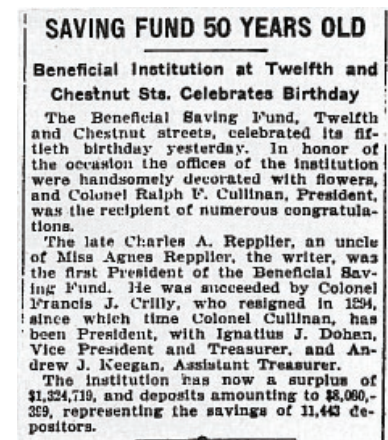 SAVING FUND 50 YEARS OLD
Beneficial Institution at Twelfth and
Chestnut Sts. Celebrates Birthday
The Beneficial Saving Fund, Twelfth
and Chestnut streets, celebrated its fif-
tieth birthday yesterday. In honor of
the occasion the offices of the institution
were handsomely decorated with flowers,
and Colonel Ralph F. Cullinan, President,
was the recipient of numerous congratula-
tions.
The late Charles A. Repplier, an uncle
of Miss Agnes Repplier, the writer, was
the first President of the Beneficial Sav-
ing Fund. He was succeeded by Colonel
Francis J. Crilly, who resigned in 1894,
since which time Colonel Cullinan, has
been President, with Ignatius J. Dohan,
Vice President and Treasurer, and An-
drew J. Keegan, Assistant Treasurer.
The institution has now a surplus of
$1,324,719, and deposits amounting to
representing the savings of 11,443 de-
positors.